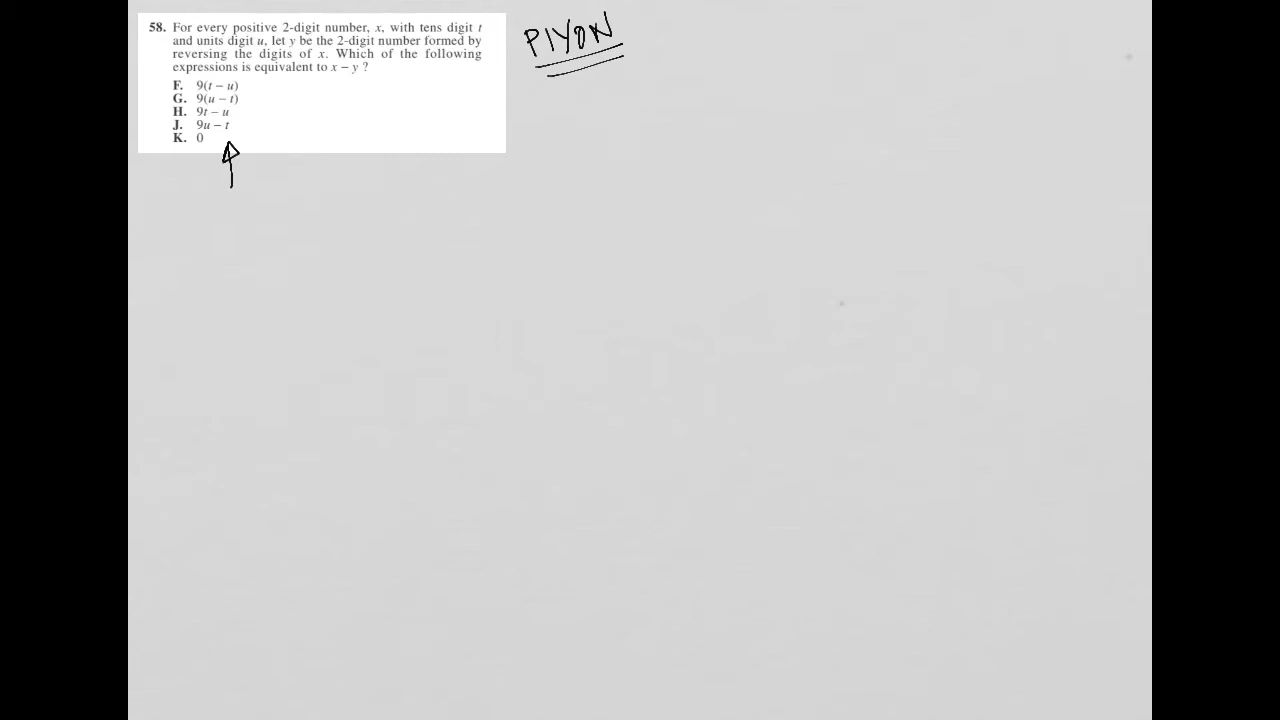 58. For every positive 2-digit number, x, with tens digit t
and units digit u, let y be the 2-digit number formed by
reversing the digits of x. Which of the following
expressions is equivalent to x − y ?
F. 9(t − u)
G. 9(u − t)
H. 9t − u
J. 9u − t
K. 0
PIYON